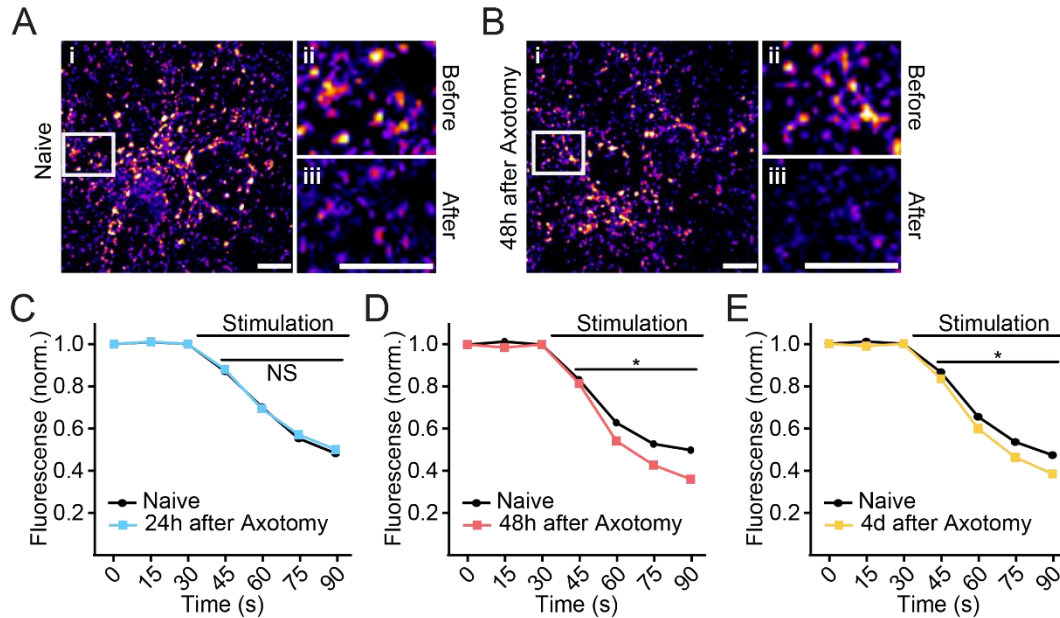 A
B
Naive
i
ii
iii
Before
After
48h after Axotomy
i
ii
iii
Before
After
C
Fluorescense (norm.)
1.0
0.8
0.6
0.4
0.2
Stimulation
NS
Naive
24h after Axotomy
0 15 30 45 60 75 90
Time (s)
D
Fluorescense (norm.)
1.0
0.8
0.6
0.4
0.2
Stimulation
*
Naive
48h after Axotomy
0 15 30 45 60 75 90
Time (s)
E
Fluorescense (norm.)
1.0
0.8
0.6
0.4
0.2
Stimulation
*
Naive
4d after Axotomy
0 15 30 45 60 75 90
Time (s)